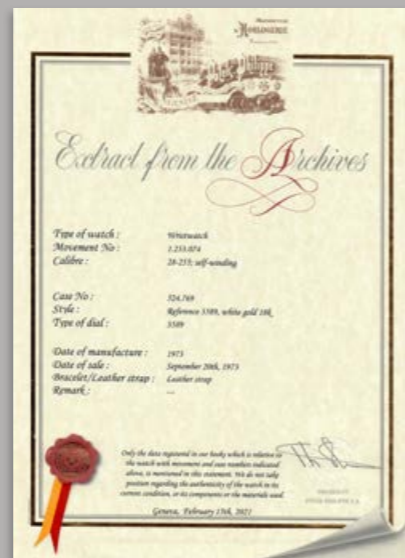 HORLOGERIE
Extract from the Archives
Type of watch : Wristwatch
Movement No : 1.255.074
Calibre : 28-255; self-winding
Case No : 324.769
Style : Reference 3589, white gold 18k
Type of dial : 3589
Date of manufacture : 1973
Date of sale : September 20th, 1973
Bracelet/Leather strap : Leather strap
Remark : ---
Only the data registered in our books which is relative to
the watch with movement and case numbers indicated
above, is mentioned in this statement. We do not take
position regarding the authenticity of the watch in its
current condition, or its components or the materials used.
Geneva, February 15th, 2021